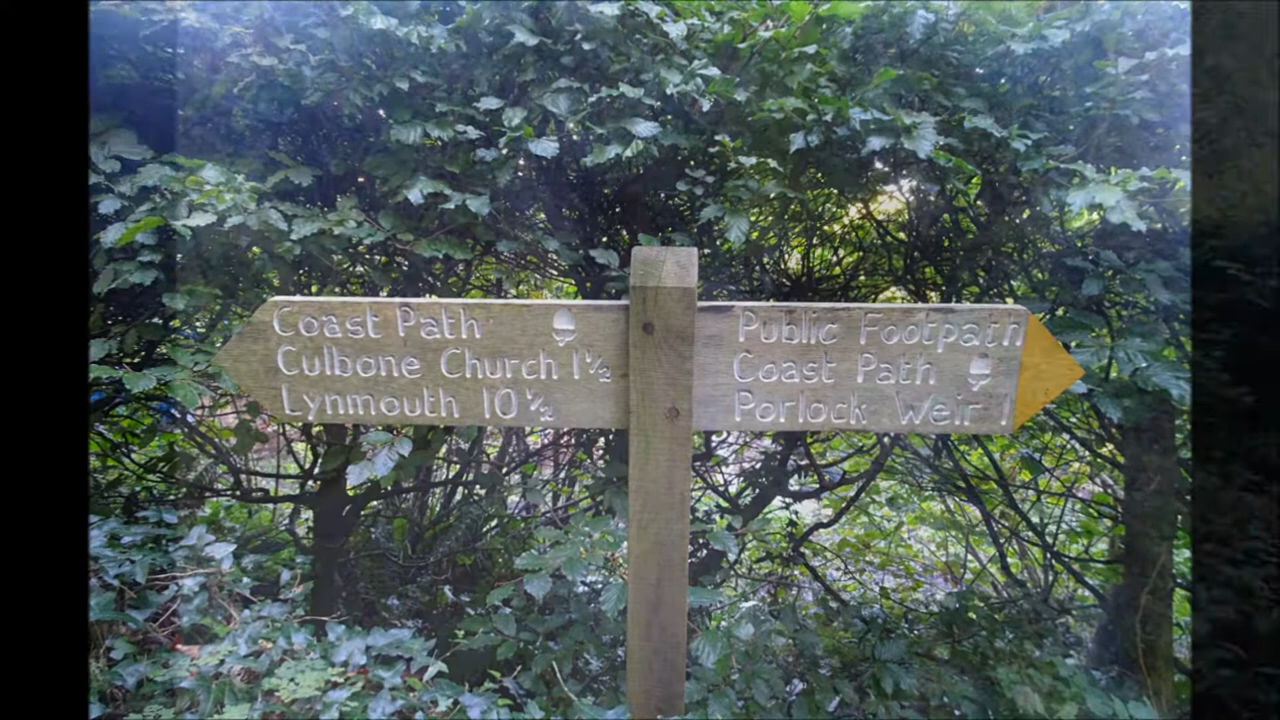 Coast Path
Culbone Church 1½
Lynmouth 10½
Public Footpath
Coast Path
Porlock Weir 1